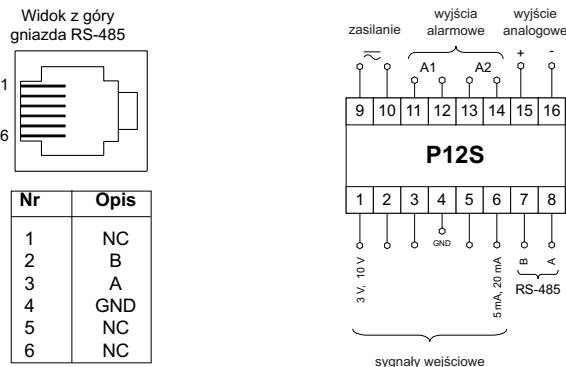 Widok z góry
gniazda RS-485
1
6
Nr Opis
1 NC
2 B
3 A
4 GND
5 NC
6 NC
zasilanie
wyjścia
alarmowe
wyjście
analogowe
A1 A2
+ -
9 10 11 12 13 14 15 16
P12S
1 2 3 4 5 6 7 8
3 V, 10 V
GND
5 mA, 20 mA
B A
RS-485
sygnały wejściowe